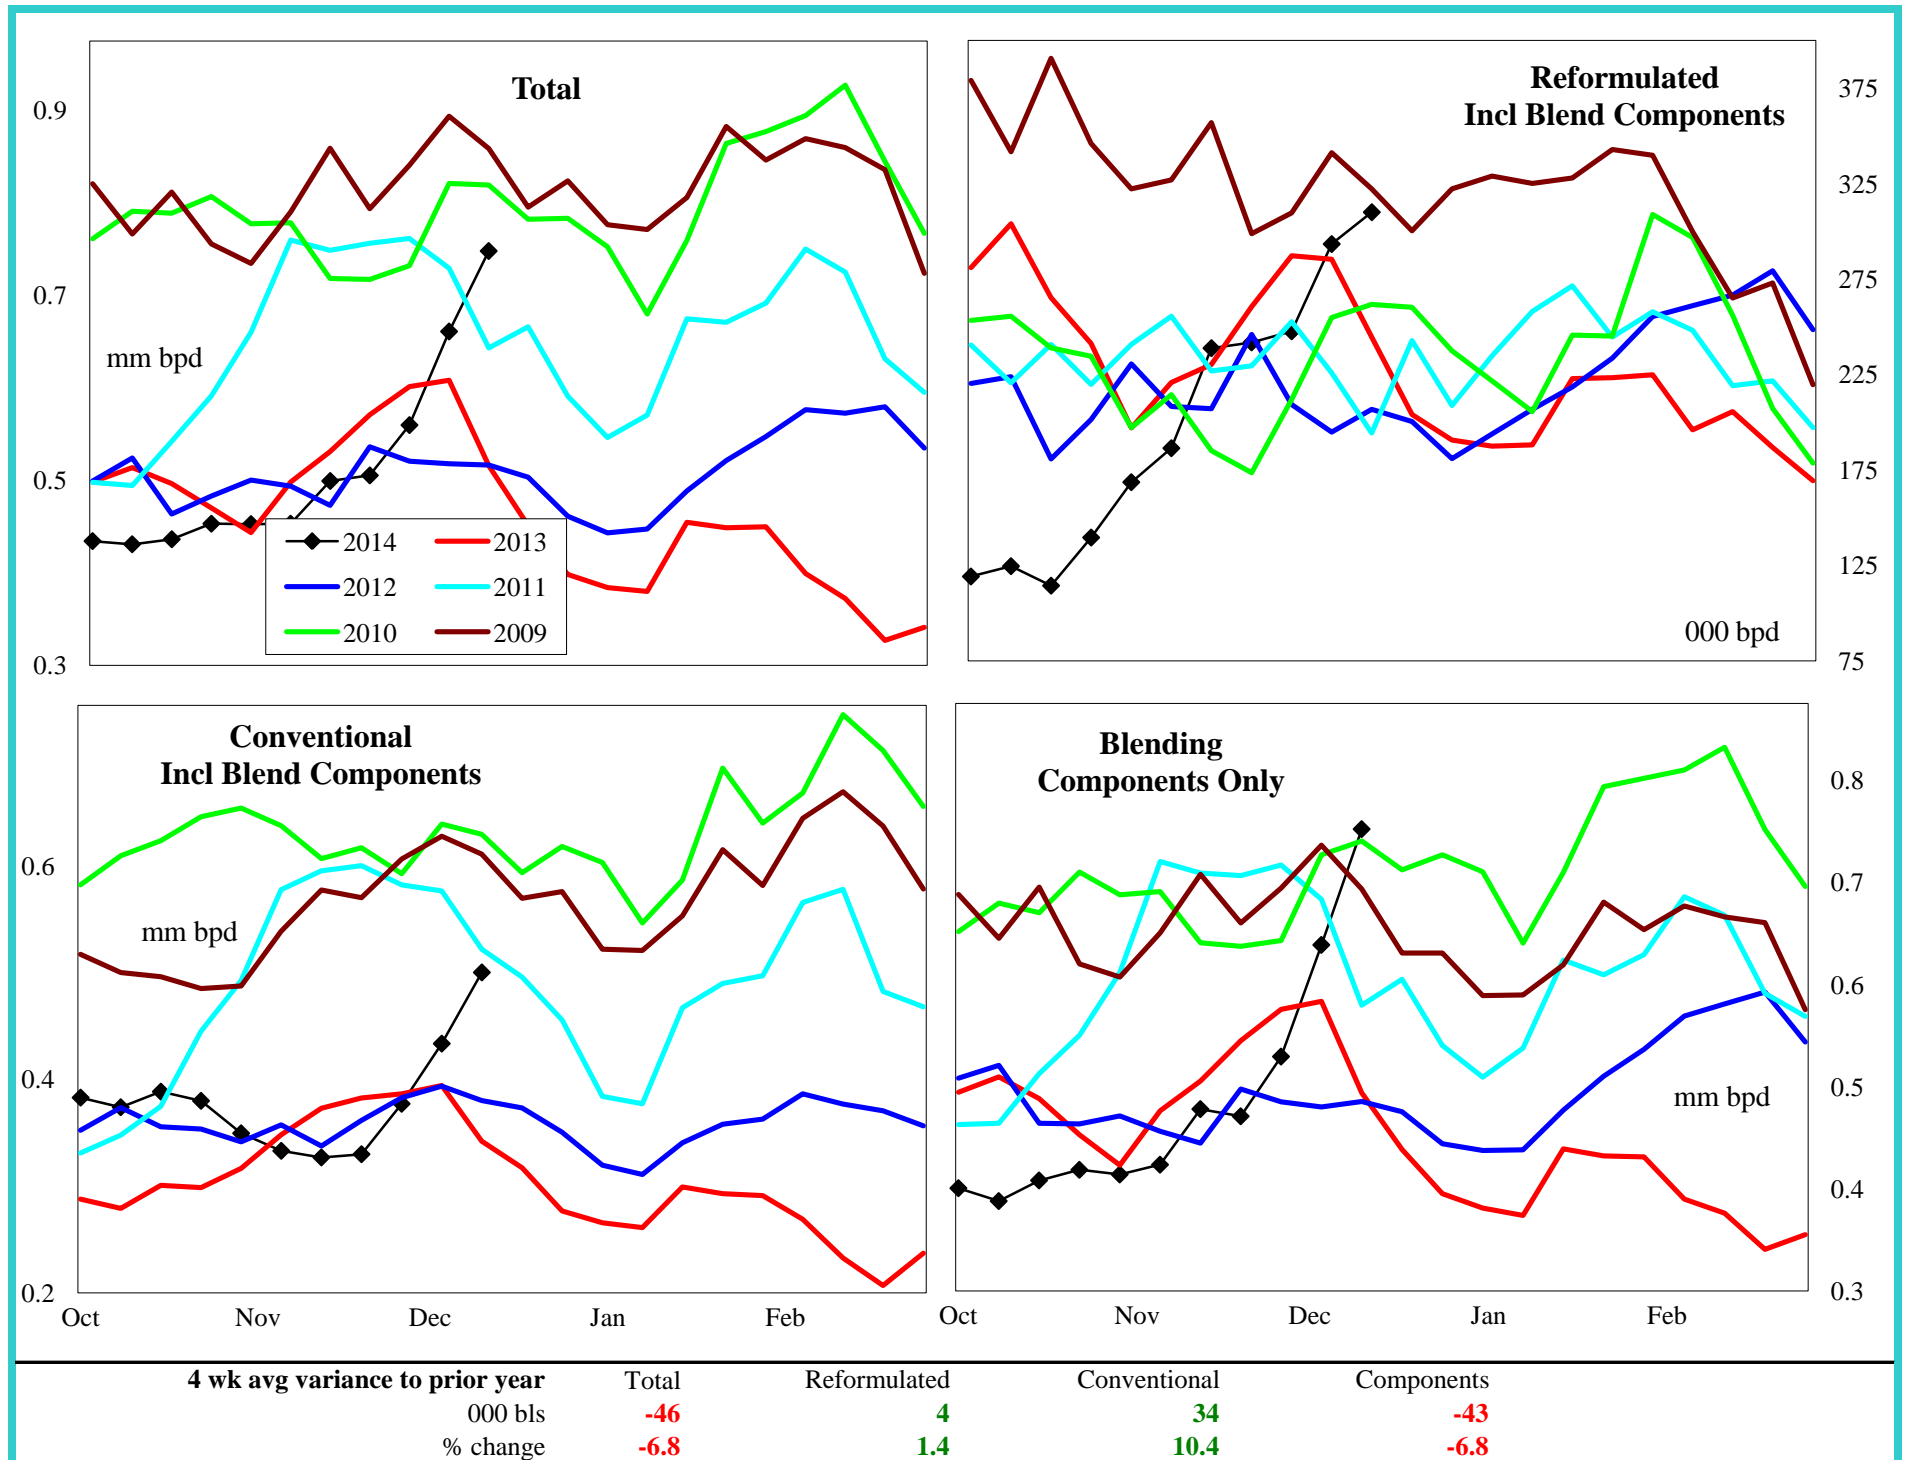 Total
0.9
0.7
mm bpd
0.5
2014 2013
2012 2011
2010 2009
0.3
Reformulated
Incl Blend Components
375
325
275
225
175
125
000 bpd
75
Conventional
Incl Blend Components
0.6
mm bpd
0.4
0.2
Oct Nov Dec Jan Feb
Blending
Components Only
0.8
0.7
0.6
0.5
mm bpd
0.4
0.3
Oct Nov Dec Jan Feb
4 wk avg variance to prior year Total Reformulated Conventional Components
000 bls -46 4 34 -43
% change -6.8 1.4 10.4 -6.8